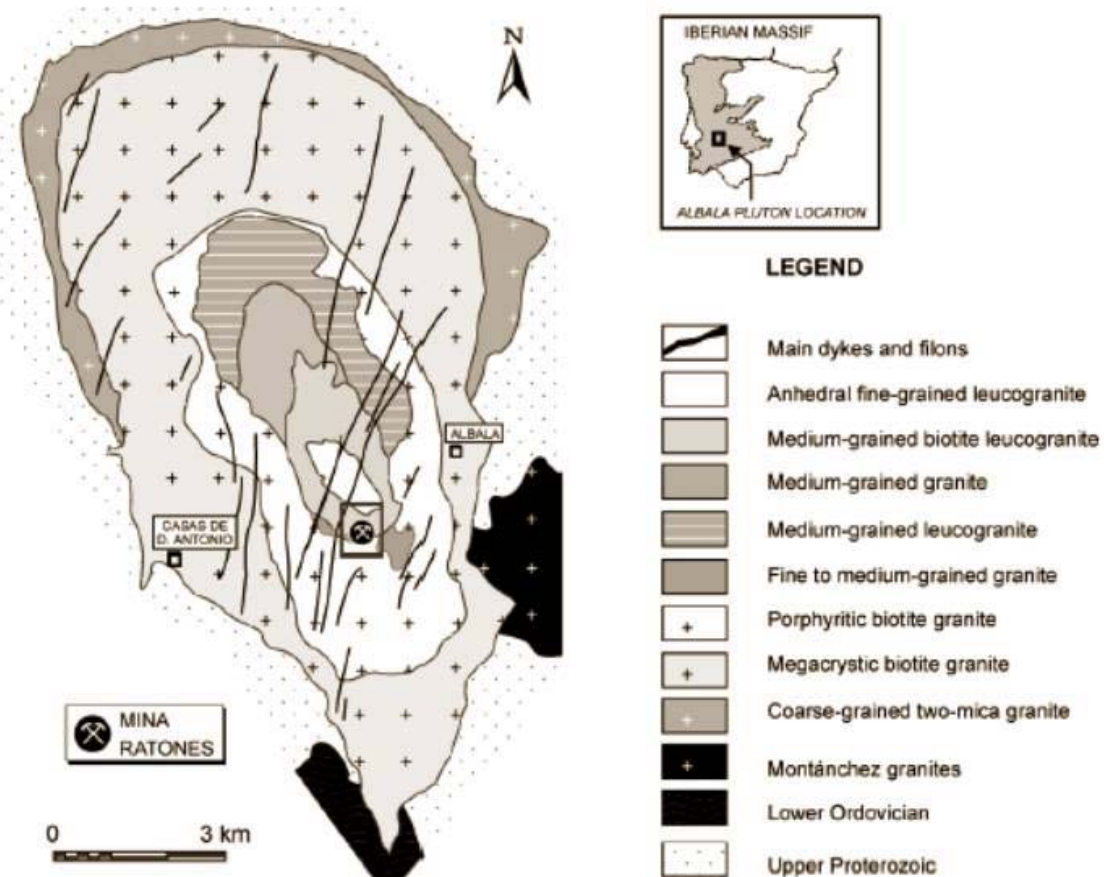 N
IBERIAN MASSIF
ALBALA PLUTON LOCATION
LEGEND
Main dykes and filons
Anhedral fine-grained leucogranite
Medium-grained biotite leucogranite
Medium-grained granite
Medium-grained leucogranite
Fine to medium-grained granite
Porphyritic biotite granite
Megacrystic biotite granite
Coarse-grained two-mica granite
Montánchez granites
Lower Ordovician
Upper Proterozoic
ALBALA
CASAS DE
D. ANTONIO
MINA
RATONES
0 3 km